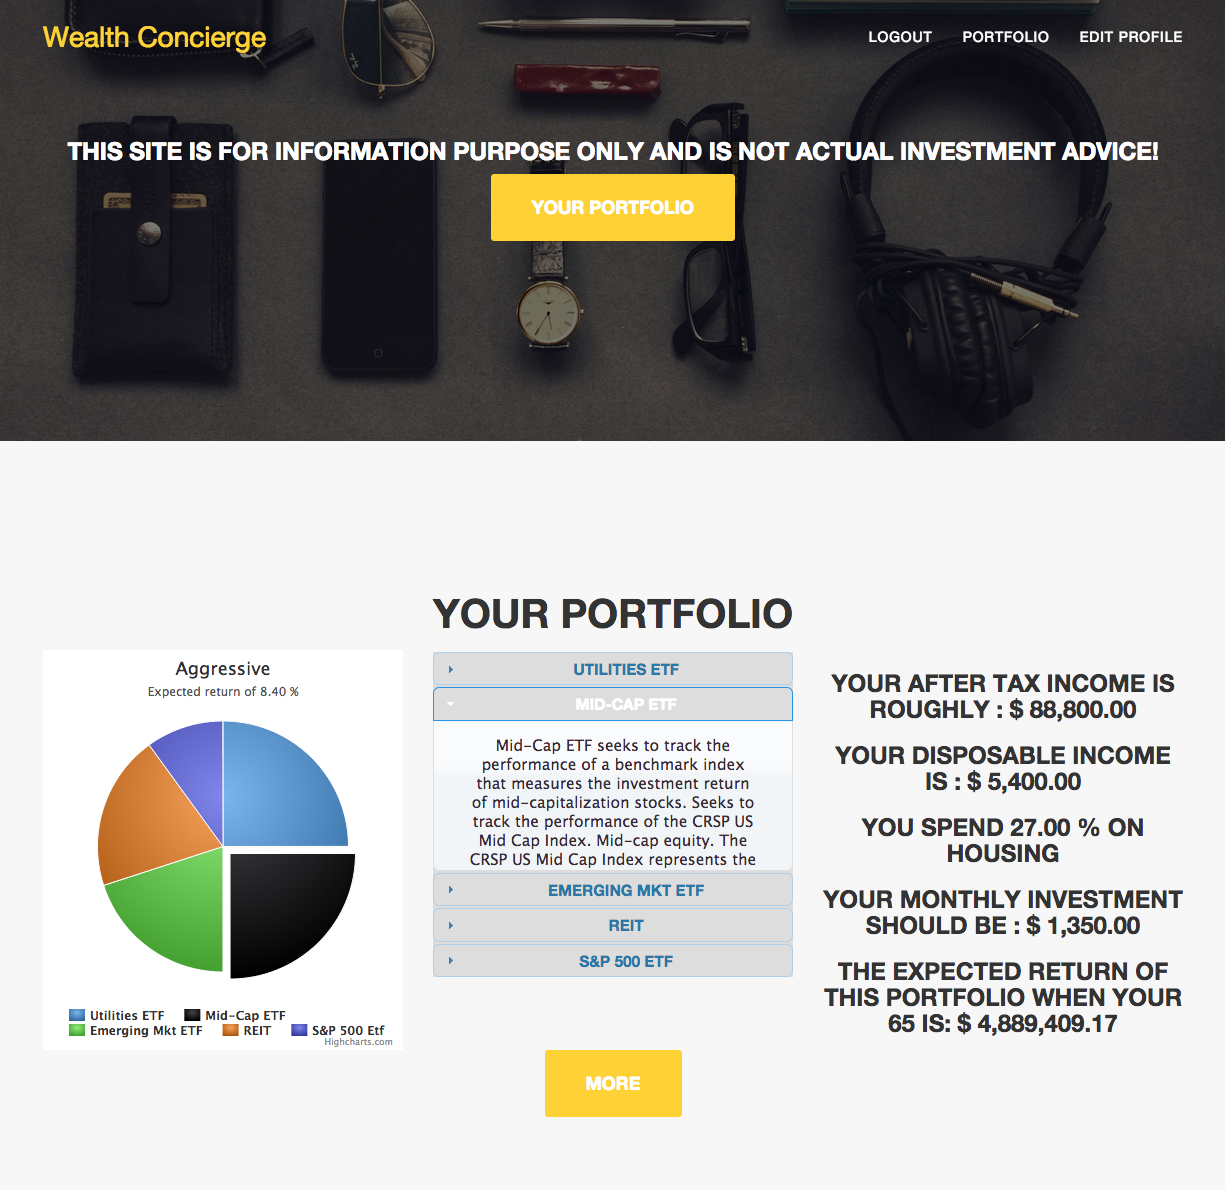 Wealth Concierge
LOGOUT PORTFOLIO EDIT PROFILE
THIS SITE IS FOR INFORMATION PURPOSE ONLY AND IS NOT ACTUAL INVESTMENT ADVICE!
YOUR PORTFOLIO
YOUR PORTFOLIO
Aggressive
Expected return of 8.40 %
Utilities ETF Mid-Cap ETF
Emerging Mkt ETF REIT S&P 500 Etf
Highcharts.com
UTILITIES ETF
MID-CAP ETF
Mid-Cap ETF seeks to track the
performance of a benchmark index
that measures the investment return
of mid-capitalization stocks. Seeks to
track the performance of the CRSP US
Mid Cap Index. Mid-cap equity. The
CRSP US Mid Cap Index represents the
EMERGING MKT ETF
REIT
S&P 500 ETF
YOUR AFTER TAX INCOME IS
ROUGHLY : $ 88,800.00
YOUR DISPOSABLE INCOME
IS : $ 5,400.00
YOU SPEND 27.00 % ON
HOUSING
YOUR MONTHLY INVESTMENT
SHOULD BE : $ 1,350.00
THE EXPECTED RETURN OF
THIS PORTFOLIO WHEN YOUR
65 IS: $ 4,889,409.17
MORE